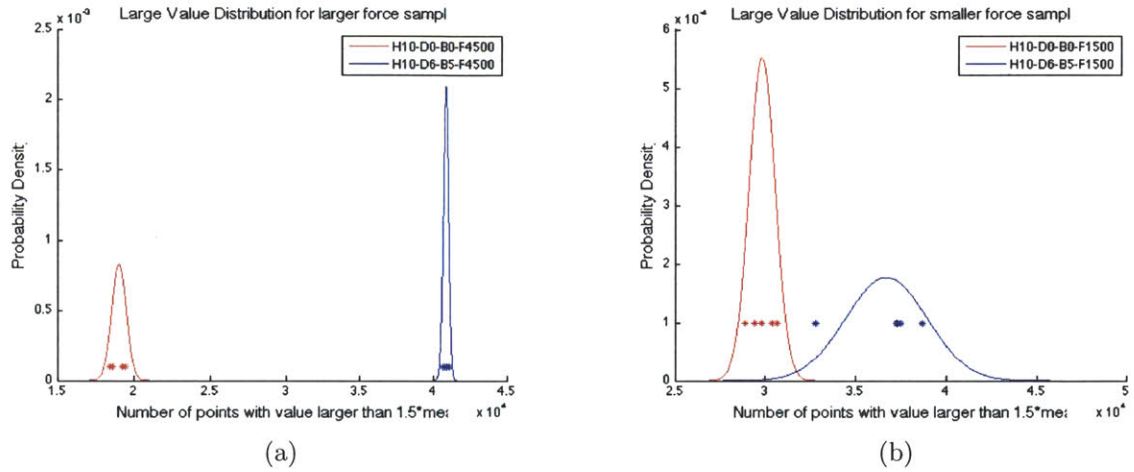 Large Value Distribution for larger force sampl
x 10⁻³
2.5
2
1.5
1
0.5
0
H10-D0-B0-F4500
H10-D6-B5-F4500
Probability Densit
1.5 2 2.5 3 3.5 4 4.5
Number of points with value larger than 1.5*mea
x 10⁴
(a)
Large Value Distribution for smaller force sampl
x 10⁻⁴
6
5
4
3
2
1
0
H10-D0-B0-F1500
H10-D6-B5-F1500
Probability Densit
2.5 3 3.5 4 4.5 5
Number of points with value larger than 1.5*mea
x 10⁴
(b)